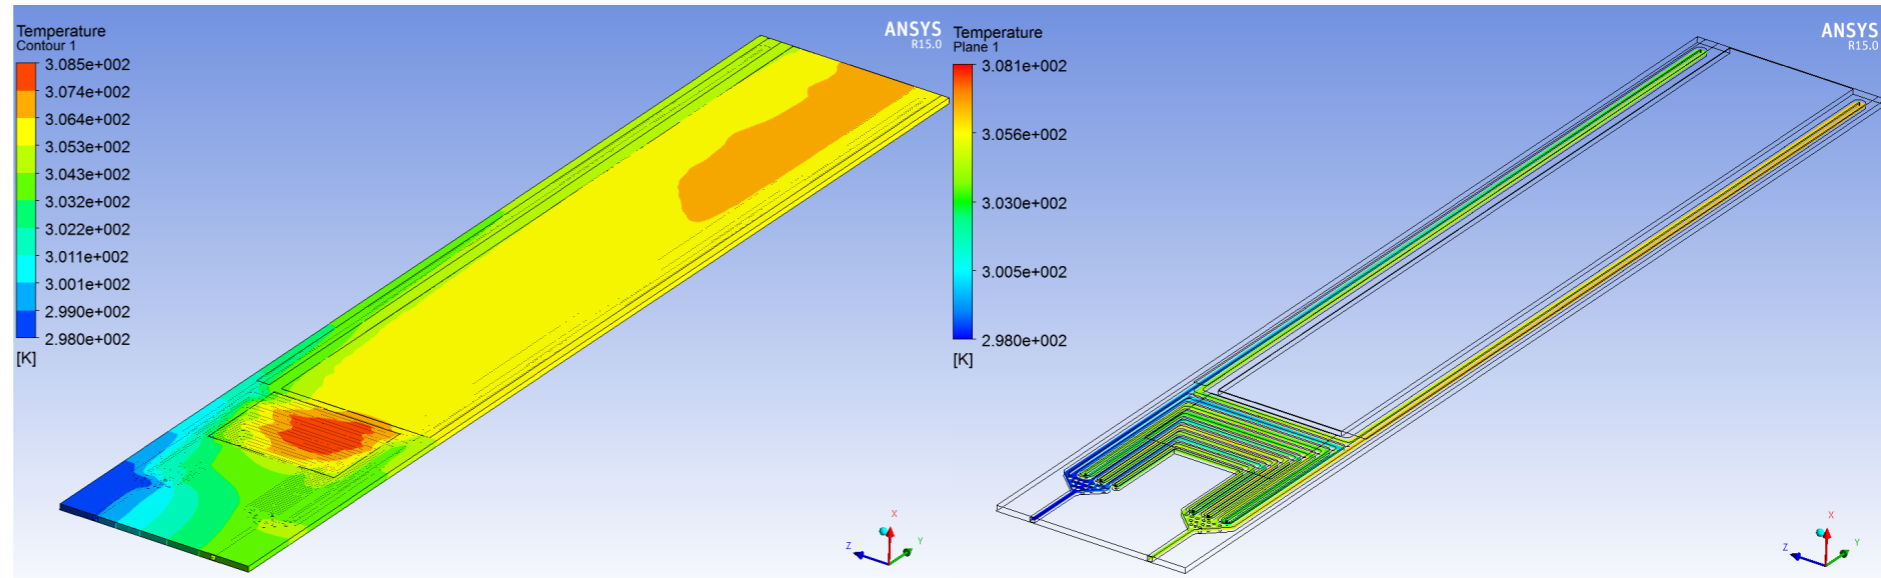 Temperature
Contour 1
3.085e+002
3.074e+002
3.064e+002
3.053e+002
3.043e+002
3.032e+002
3.022e+002
3.011e+002
3.001e+002
2.990e+002
2.980e+002
[K]
ANSYS
R15.0
X
Y
Z
Temperature
Plane 1
3.081e+002
3.056e+002
3.030e+002
3.005e+002
2.980e+002
[K]
ANSYS
R15.0
X
Y
Z